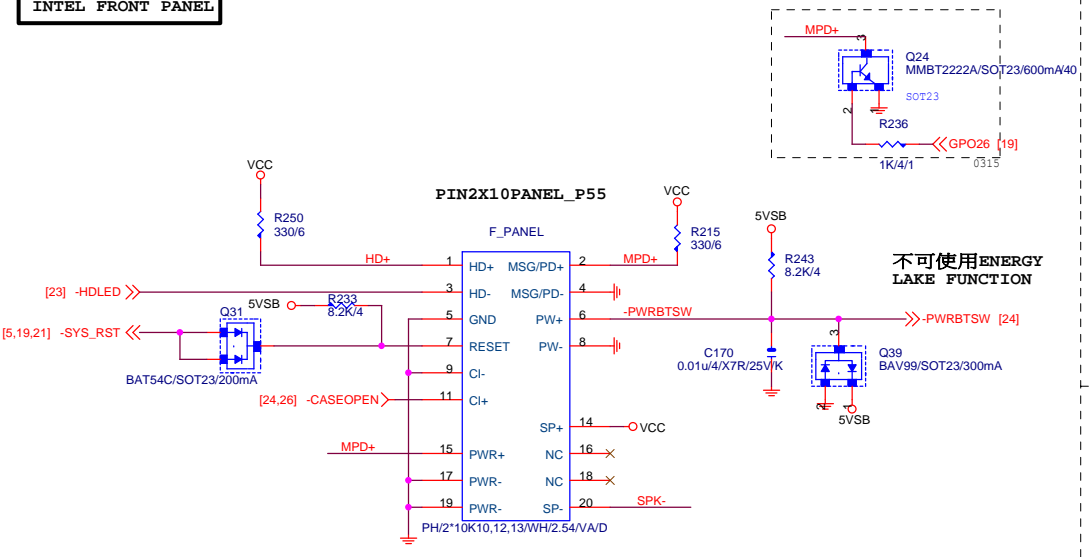 INTEL FRONT PANEL
MPD+
3
Q24
MMBT2222A/SOT23/600mA/40
SOT23
2
1
R236
GPO26 [19]
1K/4/1
0315
VCC
R250
330/6
PIN2X10PANEL_P55
F_PANEL
VCC
R215
330/6
5VSB
R243
8.2K/4
不可使用ENERGY
LAKE FUNCTION
HD+
1
HD+
MSG/PD+
2
MPD+
[23] -HDLED
3
HD-
MSG/PD-
4
5VSB
R233
8.2K/4
5
GND
PW+
6
-PWRBTSW
-PWRBTSW [24]
[5,19,21] -SYS_RST
Q31
BAT54C/SOT23/200mA
7
RESET
PW-
8
C170
0.01u/4/X7R/25V/K
3
Q39
BAV99/SOT23/300mA
2
1
5VSB
9
CI-
[24,26] -CASEOPEN
11
CI+
SP+
14
VCC
MPD+
15
PWR+
NC
16
17
PWR-
NC
18
19
PWR-
SP-
20
SPK-
PH/2*10K10,12,13/WH/2.54/VA/D